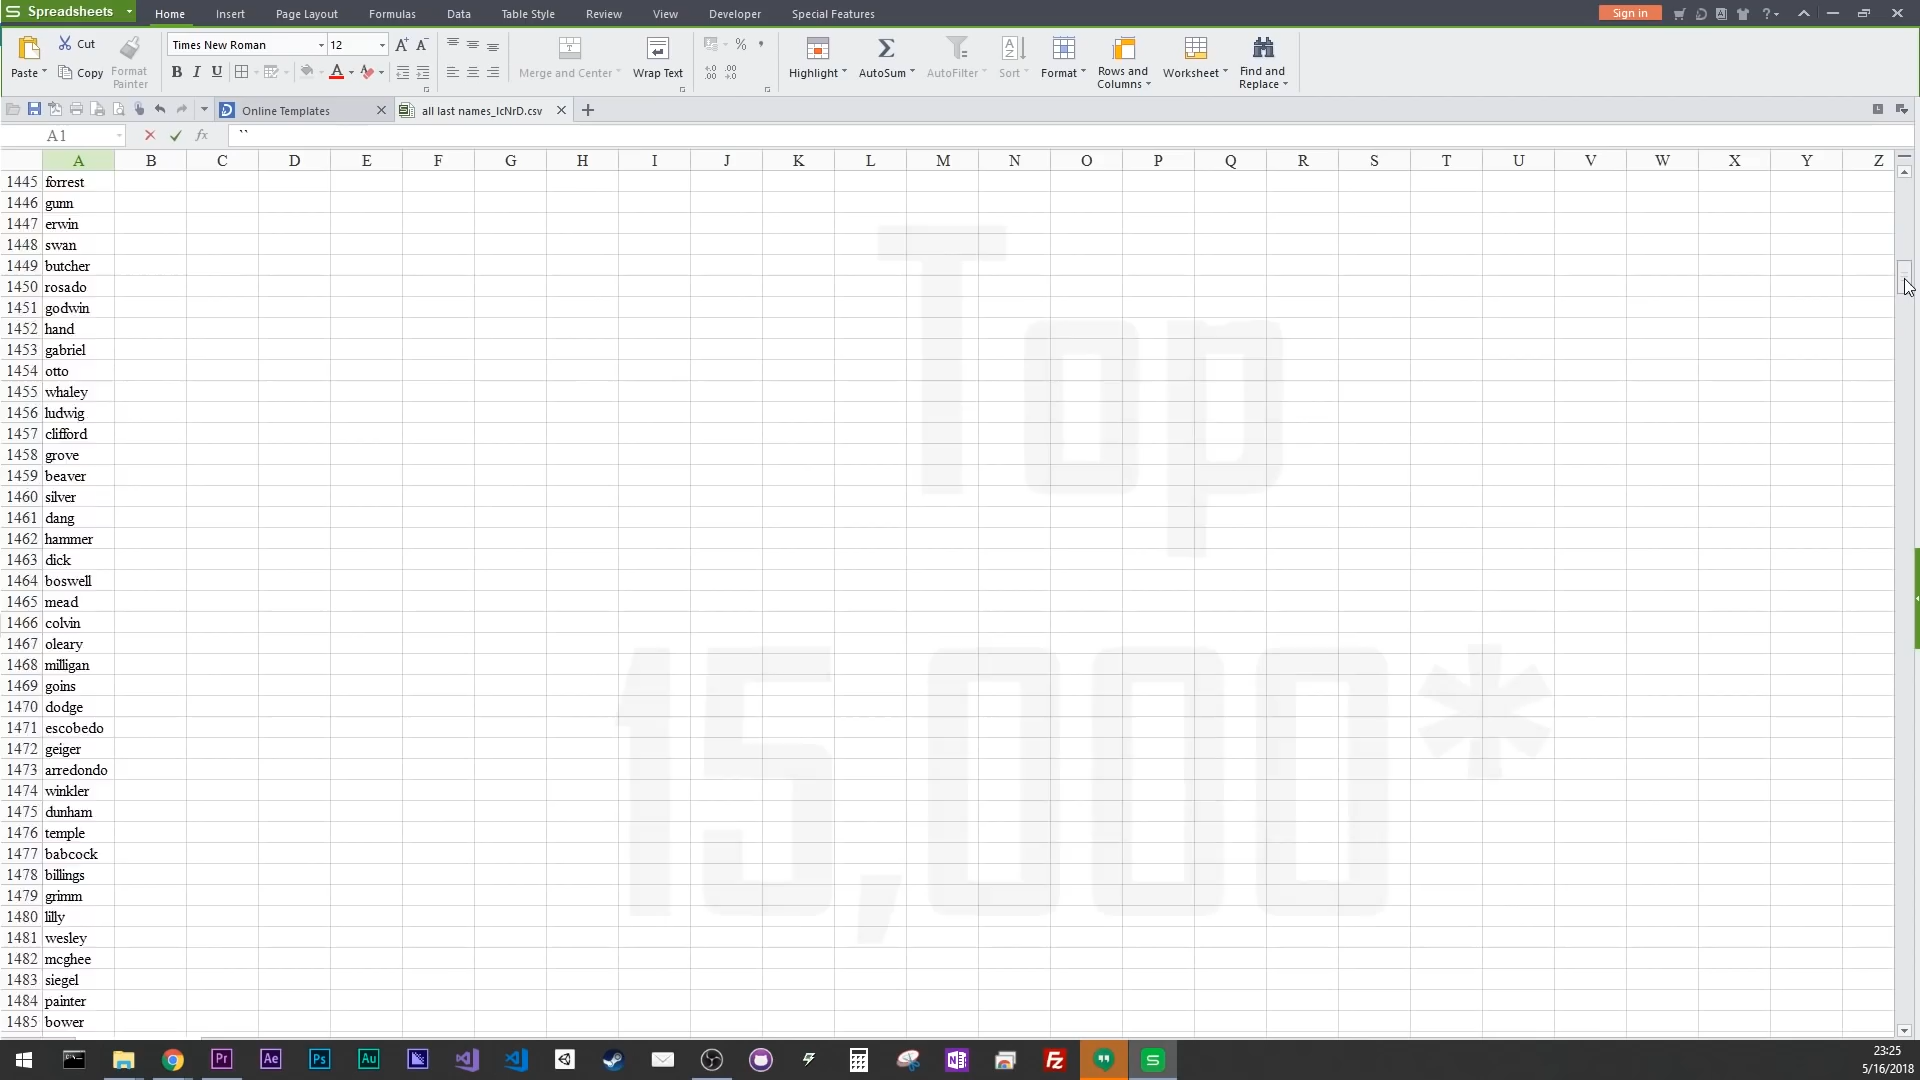 Spreadsheets Home Insert Page Layout Formulas Data Table Style Review View Developer Special Features Sign in
Cut Times New Roman 12 %
Paste Copy Format Painter B I U Merge and Center Wrap Text Highlight AutoSum AutoFilter Sort Format Rows and Columns Worksheet Find and Replace
Online Templates all last names_lcNrD.csv
A1 fx ``
A B C D E F G H I J K L M N O P Q R S T U V W X Y Z
1445 forrest
1446 gunn
1447 erwin
1448 swan
1449 butcher
1450 rosado
1451 godwin
1452 hand
1453 gabriel
1454 otto
1455 whaley
1456 ludwig
1457 clifford
1458 grove
1459 beaver
1460 silver
1461 dang
1462 hammer
1463 dick
1464 boswell
1465 mead
1466 colvin
1467 oleary
1468 milligan
1469 goins
1470 dodge
1471 escobedo
1472 geiger
1473 arredondo
1474 winkler
1475 dunham
1476 temple
1477 babcock
1478 billings
1479 grimm
1480 lilly
1481 wesley
1482 mcghee
1483 siegel
1484 painter
1485 bower
Top
15,000*
Pr Ae Ps Au Fz S
23:25
5/16/2018